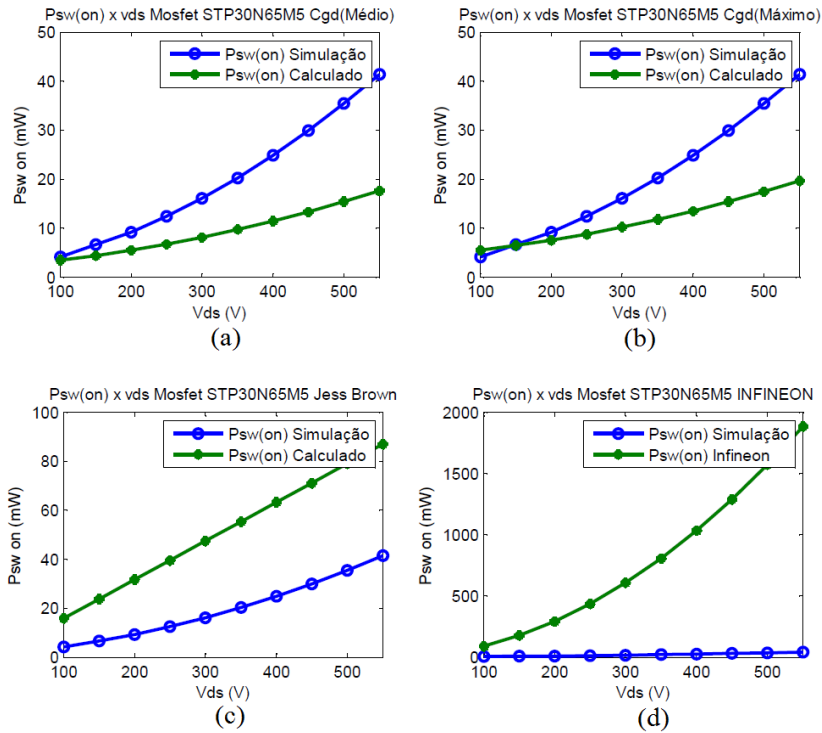 Psw(on) x vds Mosfet STP30N65M5 Cgd(Médio)
50
40
30
20
10
0
Psw on (mW)
Psw(on) Simulação
Psw(on) Calculado
100 200 300 400 500
Vds (V)
(a)
Psw(on) x vds Mosfet STP30N65M5 Cgd(Máximo)
50
40
30
20
10
0
Psw on (mW)
Psw(on) Simulação
Psw(on) Calculado
100 200 300 400 500
Vds (V)
(b)
Psw(on) x vds Mosfet STP30N65M5 Jess Brown
100
80
60
40
20
0
Psw on (mW)
Psw(on) Simulação
Psw(on) Calculado
100 200 300 400 500
Vds (V)
(c)
Psw(on) x vds Mosfet STP30N65M5 INFINEON
2000
1500
1000
500
0
Psw on (mW)
Psw(on) Simulação
Psw(on) Infineon
100 200 300 400 500
Vds (V)
(d)